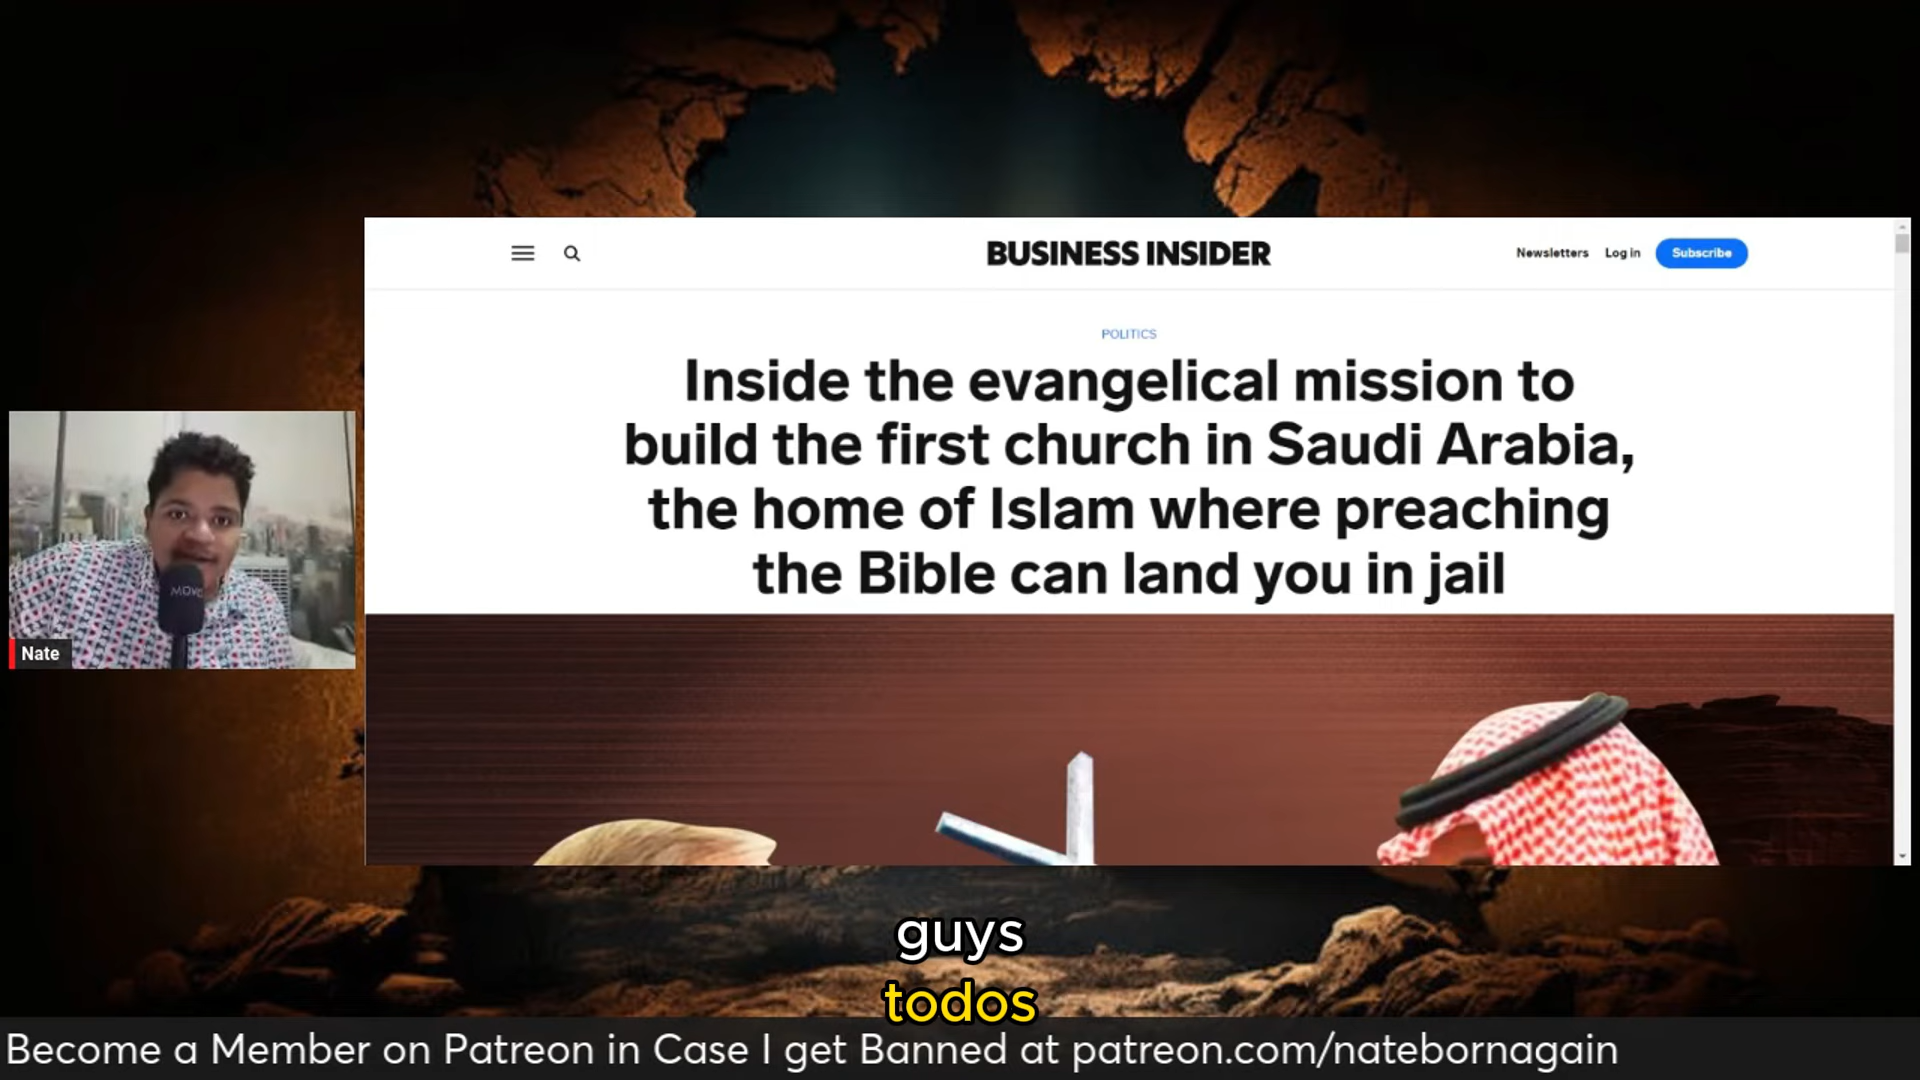 BUSINESS INSIDER
Newsletters Log in Subscribe
POLITICS
Inside the evangelical mission to
build the first church in Saudi Arabia,
the home of Islam where preaching
the Bible can land you in jail
MOVO
Nate
guys
todos
Become a Member on Patreon in Case I get Banned at patreon.com/natebornagain